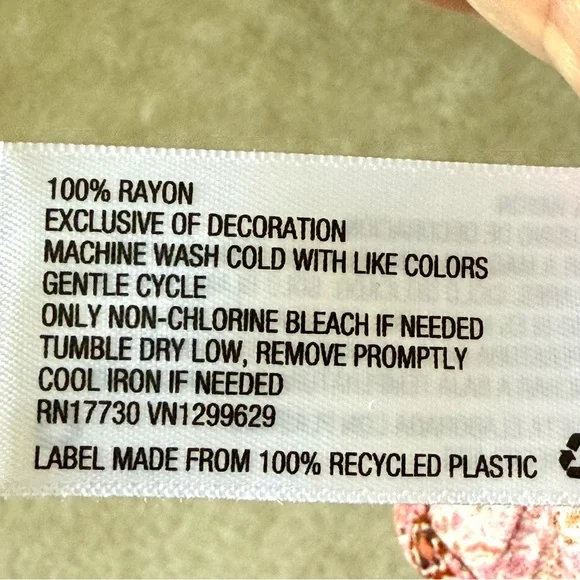 100% RAYON
EXCLUSIVE OF DECORATION
MACHINE WASH COLD WITH LIKE COLORS
GENTLE CYCLE
ONLY NON-CHLORINE BLEACH IF NEEDED
TUMBLE DRY LOW, REMOVE PROMPTLY
COOL IRON IF NEEDED
RN17730 VN1299629
LABEL MADE FROM 100% RECYCLED PLASTIC